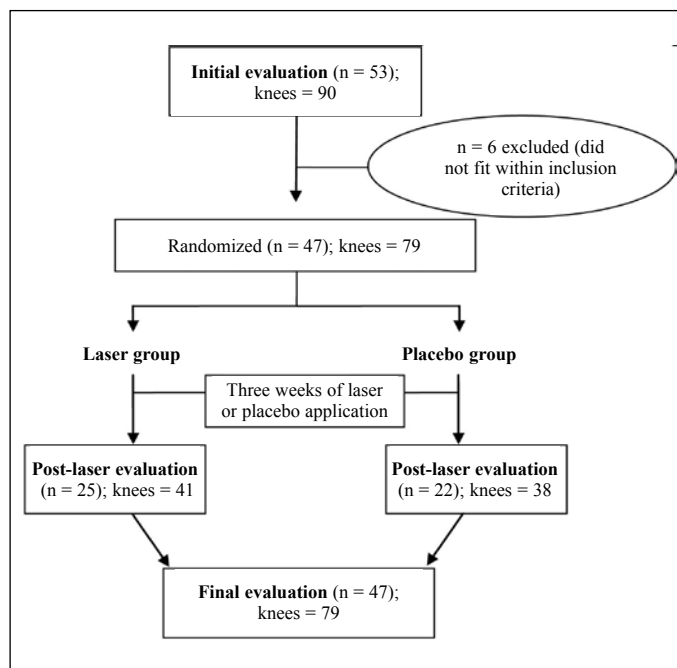 Initial evaluation (n = 53);
knees = 90
n = 6 excluded (did
not fit within inclusion
criteria)
Randomized (n = 47); knees = 79
Laser group
Placebo group
Three weeks of laser
or placebo application
Post-laser evaluation
(n = 25); knees = 41
Post-laser evaluation
(n = 22); knees = 38
Final evaluation (n = 47);
knees = 79